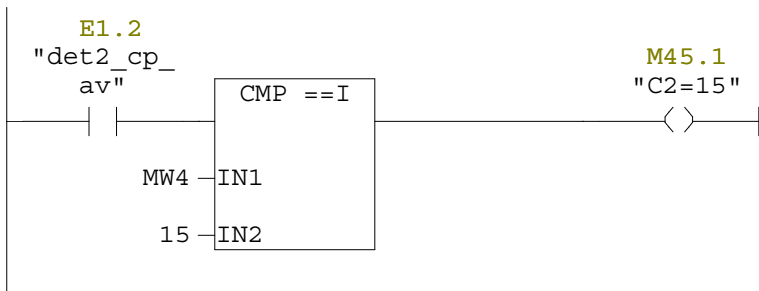 E1.2
"det2_cp_
av"
CMP ==I
M45.1
"C2=15"
MW4
IN1
15
IN2